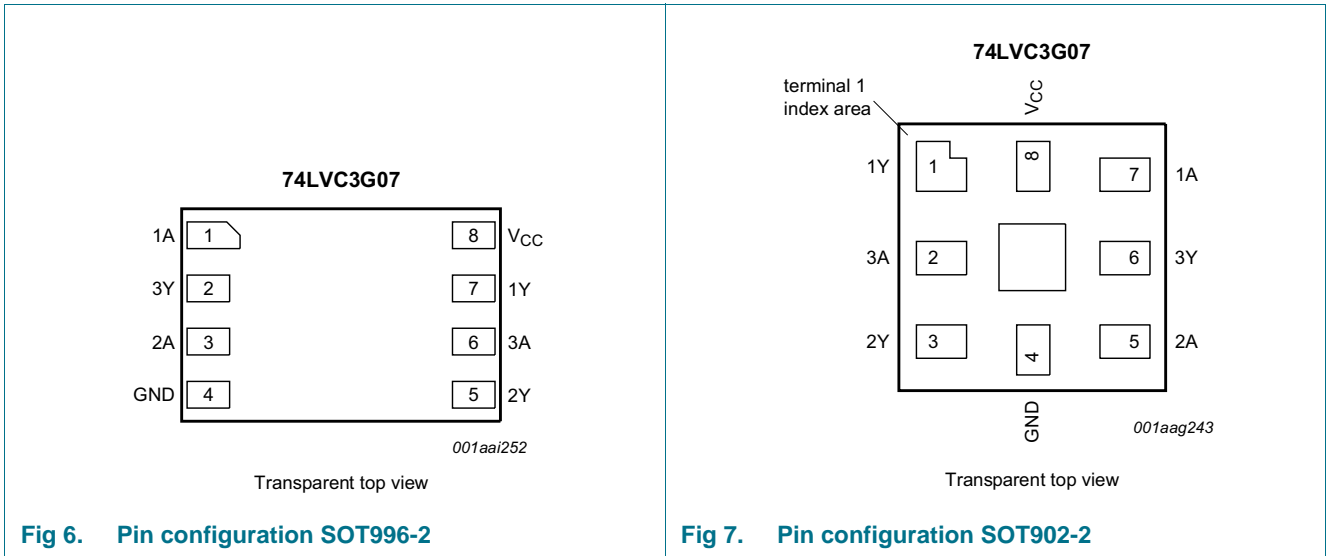 74LVC3G07
1A 1 8 VCC
3Y 2 7 1Y
2A 3 6 3A
GND 4 5 2Y
001aai252
Transparent top view
Fig 6. Pin configuration SOT996-2
74LVC3G07
terminal 1
index area
VCC
1Y 1 8 7 1A
3A 2 6 3Y
2Y 3 4 5 2A
GND
001aag243
Transparent top view
Fig 7. Pin configuration SOT902-2